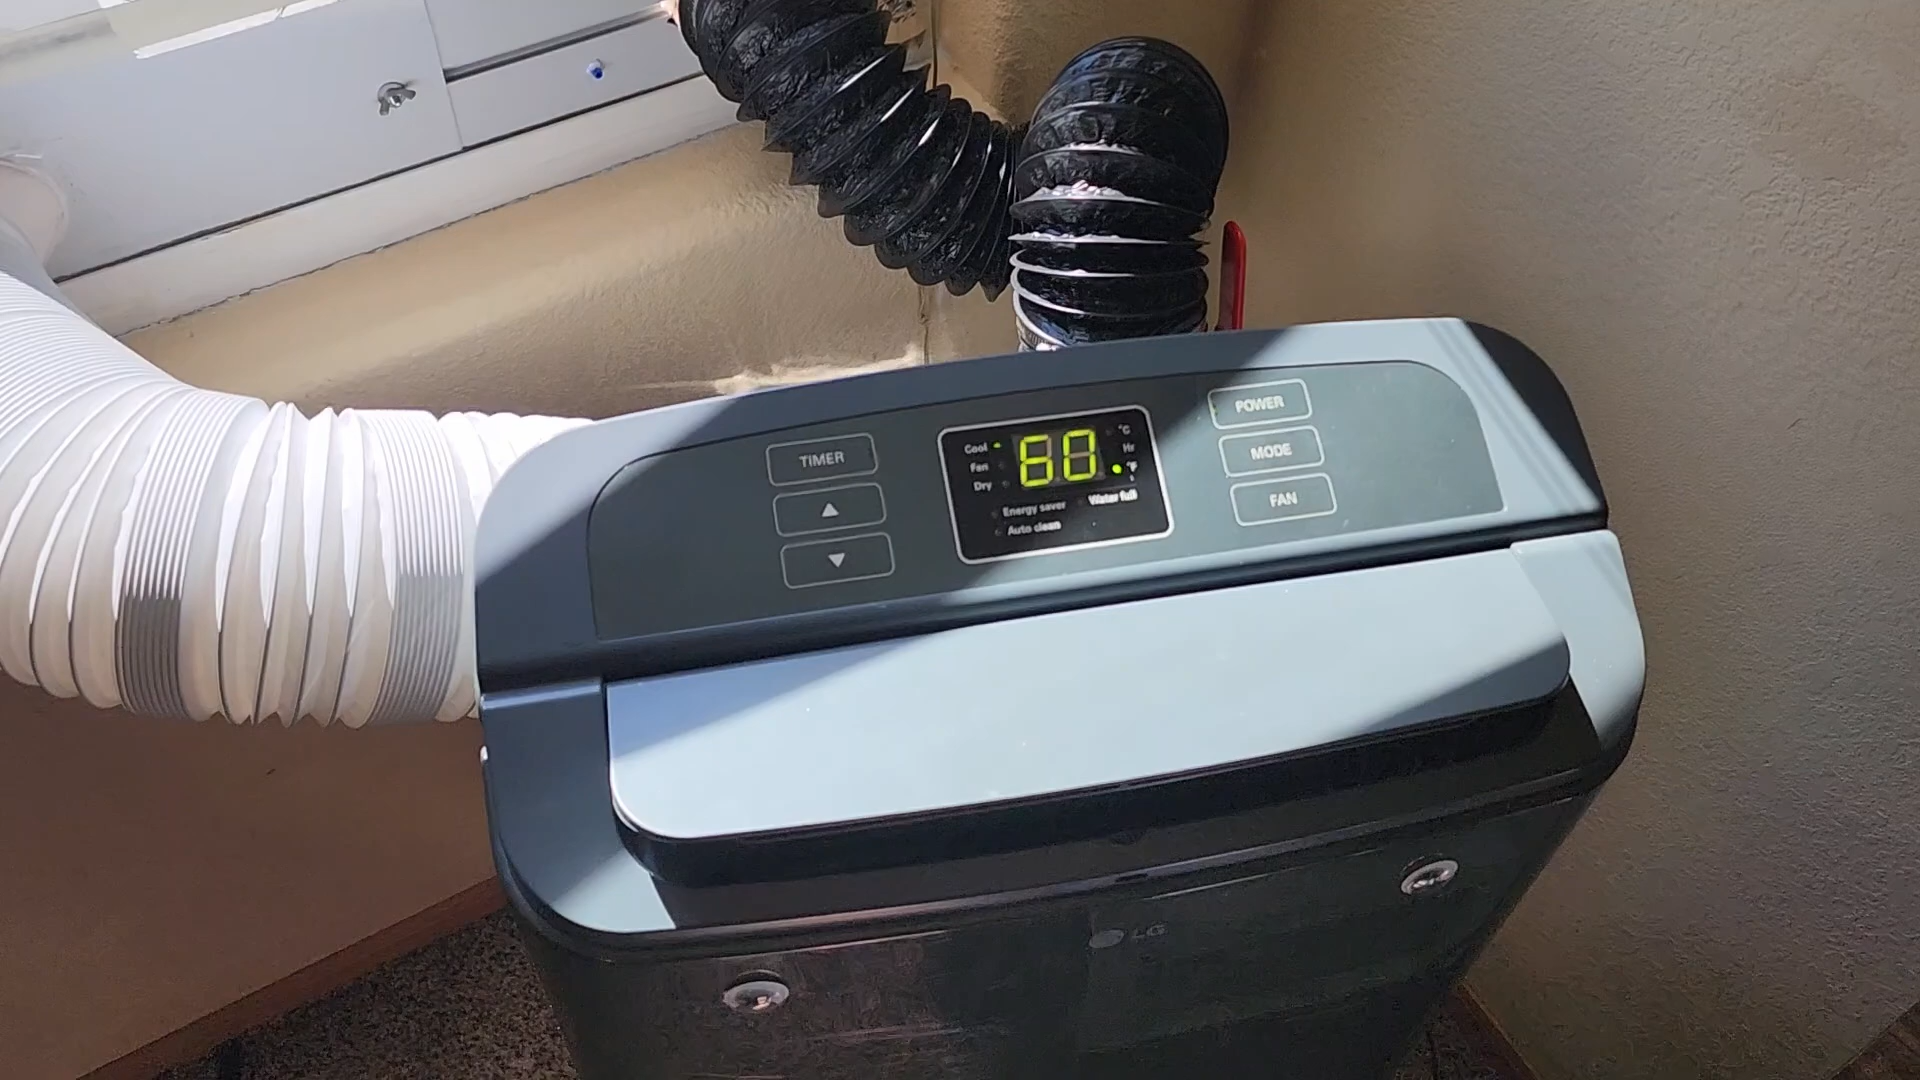 TIMER
Cool
Fan
Dry
60
°C
Hr
°F
Energy saver
Water full
Auto clean
POWER
MODE
FAN
LG